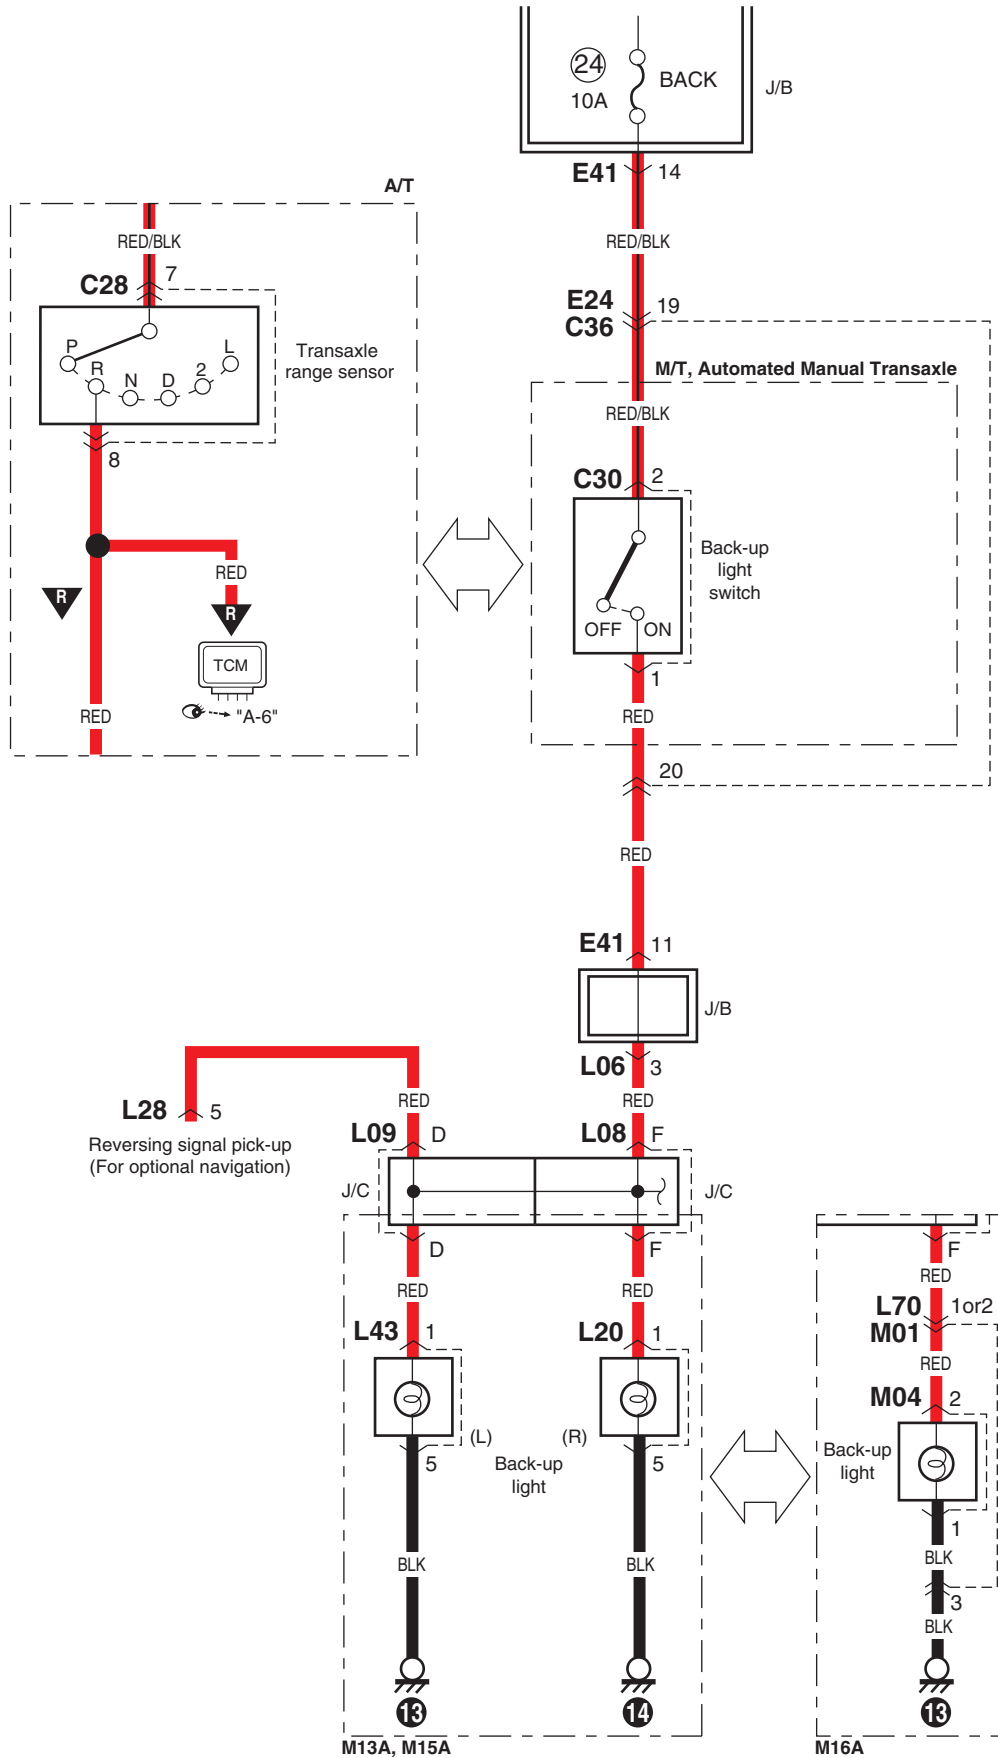 24
10A
BACK
J/B
E41
14
A/T
RED/BLK
RED/BLK
C28
7
E24
19
C36
P
R
N
D
2
L
Transaxle
range sensor
M/T, Automated Manual Transaxle
RED/BLK
8
C30
2
Back-up
light
switch
OFF
ON
RED
R
R
TCM
"A-6"
1
RED
RED
20
RED
E41
11
J/B
L06
3
L28
5
Reversing signal pick-up
(For optional navigation)
RED
RED
L09
D
L08
F
J/C
J/C
D
F
F
RED
RED
RED
L70
1or2
M01
L43
1
L20
1
RED
M04
2
(L)
(R)
5
5
Back-up
light
Back-up
light
1
BLK
BLK
BLK
3
BLK
13
14
13
M13A, M15A
M16A